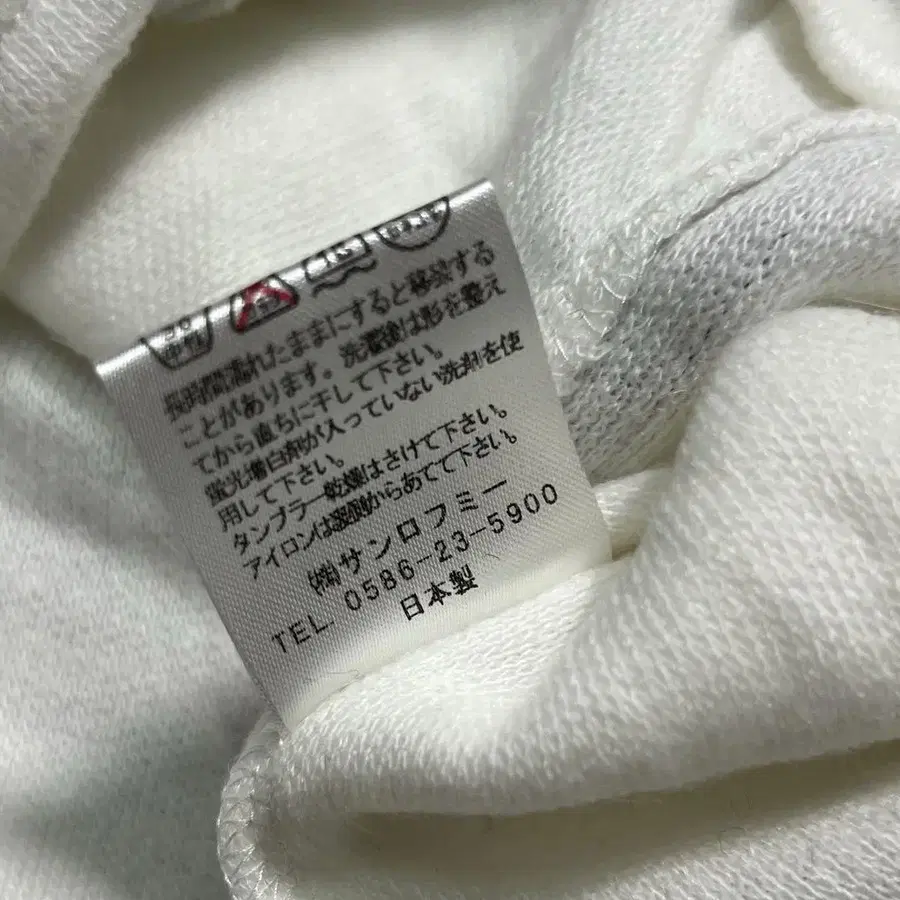 長時間濡れたままにすると移染する
ことがあります。洗濯後は形を整え
てから直ちに干して下さい。
蛍光増白剤が入っていない洗剤を使
用して下さい。
タンブラー乾燥はさけて下さい。
アイロンは裏側からあてて下さい。
㈱サンロフミー
TEL. 0586-23-5900
日本製